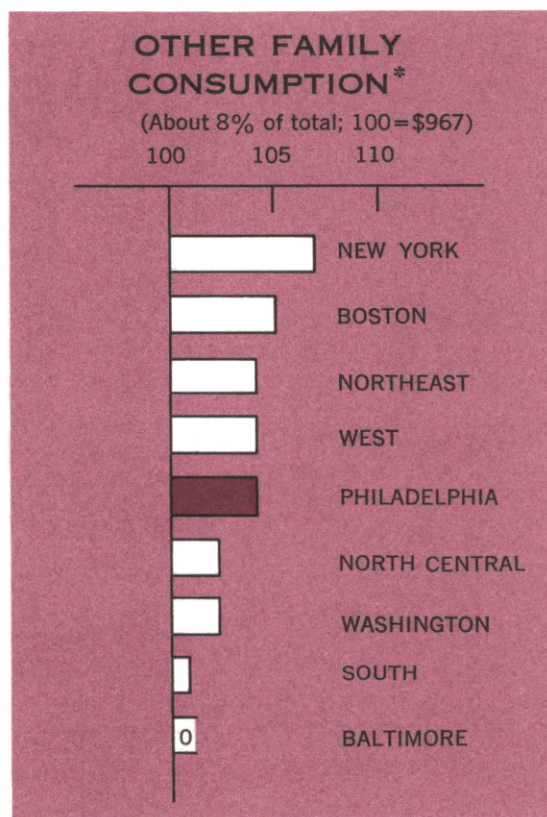 OTHER FAMILY
CONSUMPTION*
(About 8% of total; 100=$967)
100 105 110
NEW YORK
BOSTON
NORTHEAST
WEST
PHILADELPHIA
NORTH CENTRAL
WASHINGTON
SOUTH
0 BALTIMORE